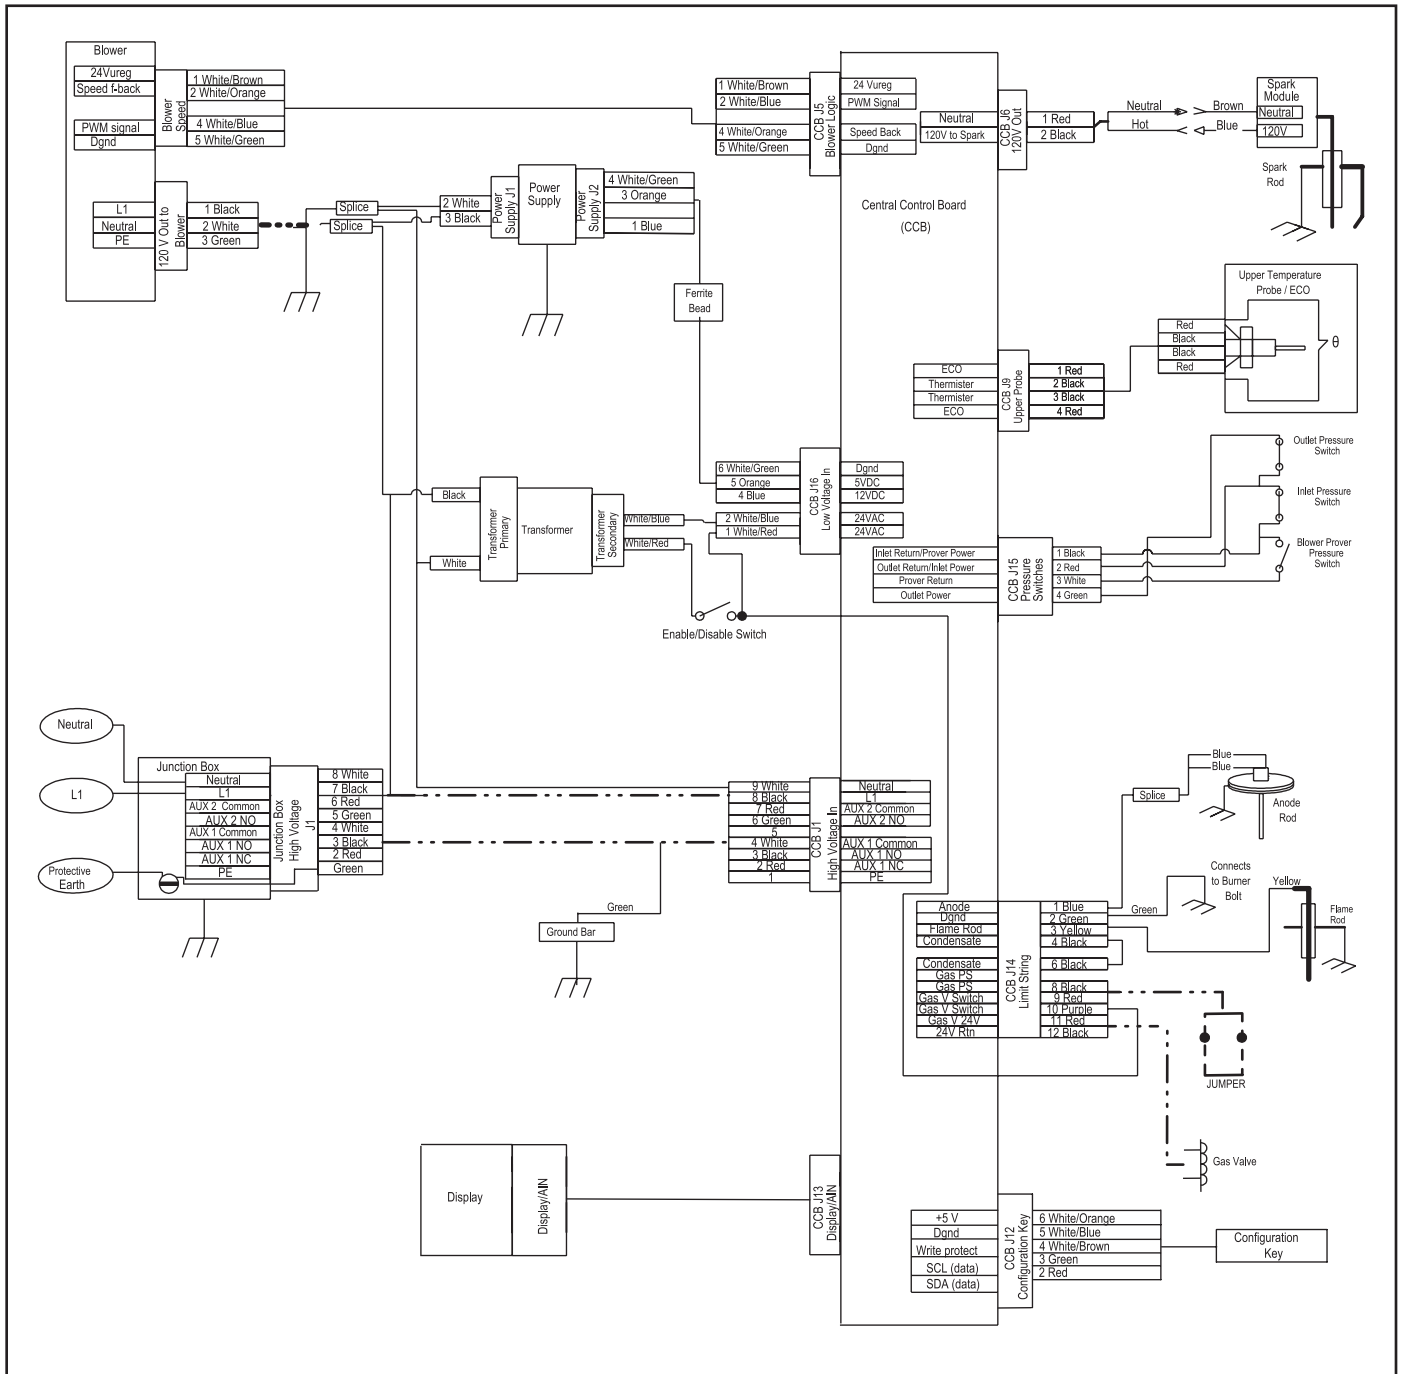 Blower
24Vureg
Speed f-back
PWM signal
Dgnd
Blower Speed
1 White/Brown
2 White/Orange
4 White/Blue
5 White/Green
L1
Neutral
PE
120 V Out to Blower
1 Black
2 White
3 Green
Splice
Splice
2 White
3 Black
Power Supply J1
Power Supply
Power Supply J2
4 White/Green
3 Orange
1 Blue
Ferrite Bead
1 White/Brown
2 White/Blue
4 White/Orange
5 White/Green
CCB J5
Blower Logic
24 Vureg
PWM Signal
Speed Back
Dgnd
Neutral
120V to Spark
CCB J6
120V Out
1 Red
2 Black
Neutral
Hot
Brown
Blue
Spark Module
Neutral
120V
Spark Rod
Central Control Board
(CCB)
Upper Temperature
Probe / ECO
Red
Black
Black
Red
θ
ECO
Thermister
Thermister
ECO
CCB J9
Upper Probe
1 Red
2 Black
3 Black
4 Red
Outlet Pressure Switch
Inlet Pressure Switch
Blower Prover Pressure Switch
6 White/Green
5 Orange
4 Blue
2 White/Blue
1 White/Red
CCB J16
Low Voltage In
Dgnd
5VDC
12VDC
24VAC
24VAC
Black
White
Transformer Primary
Transformer
Transformer Secondary
White/Blue
White/Red
Enable/Disable Switch
Inlet Return/Prover Power
Outlet Return/Inlet Power
Prover Return
Outlet Power
CCB J15
Pressure Switches
1 Black
2 Red
3 White
4 Green
Neutral
L1
Protective Earth
Junction Box
Neutral
L1
AUX 2 Common
AUX 2 NO
AUX 1 Common
AUX 1 NO
AUX 1 NC
PE
Junction Box
High Voltage
J1
8 White
7 Black
6 Red
5 Green
4 White
3 Black
2 Red
Green
Green
Ground Bar
9 White
8 Black
7 Red
6 Green
5
4 White
3 Black
2 Red
1
CCB J1
High Voltage In
Neutral
L1
AUX 2 Common
AUX 2 NO
AUX 1 Common
AUX 1 NO
AUX 1 NC
PE
Blue
Blue
Splice
Anode Rod
Connects to Burner Bolt
Green
Yellow
Flame Rod
Anode
Dgnd
Flame Rod
Condensate
Condensate
Gas PS
Gas PS
Gas V Switch
Gas V Switch
Gas V 24V
24V Rtn
CCB J14
Limit String
1 Blue
2 Green
3 Yellow
4 Black
6 Black
8 Black
9 Red
10 Purple
11 Red
12 Black
JUMPER
Gas Valve
Display
Display/AIN
CCB J13
Display/AIN
+5 V
Dgnd
Write protect
SCL (data)
SDA (data)
CCB J12
Configuration Key
6 White/Orange
5 White/Blue
4 White/Brown
3 Green
2 Red
Configuration Key